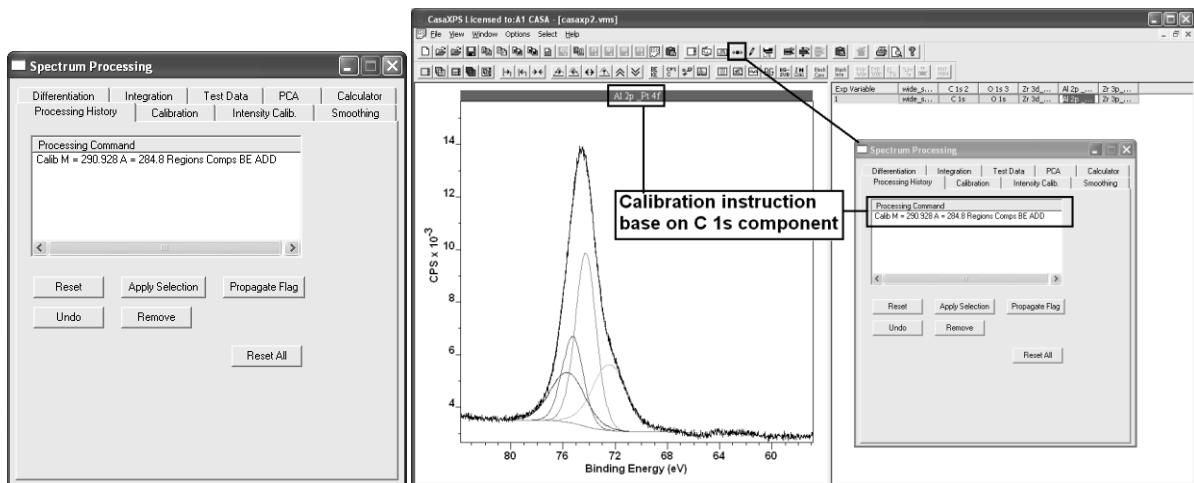 Spectrum Processing
Differentiation Integration Test Data PCA Calculator
Processing History Calibration Intensity Calib. Smoothing
Processing Command
Calib M = 290.928 A = 284.8 Regions Comps BE ADD
Reset Apply Selection Propagate Flag
Undo Remove
Reset All
CasaXPS Licensed to:A1 CASA - [casaxp2.vms]
File View Window Options Select Help
Al 2p _Pt 4f
14
12
10
8
6
4
CPS x 10-3
80 76 72 68 64 60
Binding Energy (eV)
Calibration instruction
base on C 1s component
Exp Variable wide_s... C 1s 2 O 1s 3 Zr 3d_... Al 2p_... Zr 3p_...
1 wide_s... C 1s O 1s Zr 3d_... Al 2p_... Zr 3p_...
Spectrum Processing
Differentiation Integration Test Data PCA Calculator
Processing History Calibration Intensity Calib. Smoothing
Processing Command
Calib M = 290.928 A = 284.8 Regions Comps BE ADD
Reset Apply Selection Propagate Flag
Undo Remove
Reset All